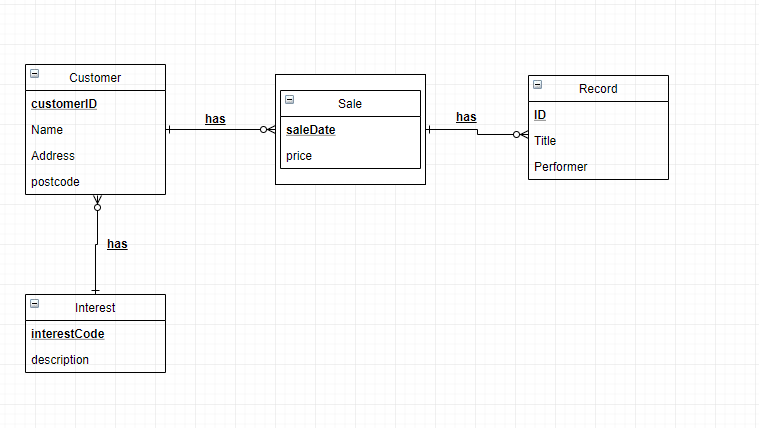 Customer
customerID
Name
Address
postcode
has
Sale
saleDate
price
has
Record
ID
Title
Performer
has
Interest
interestCode
description